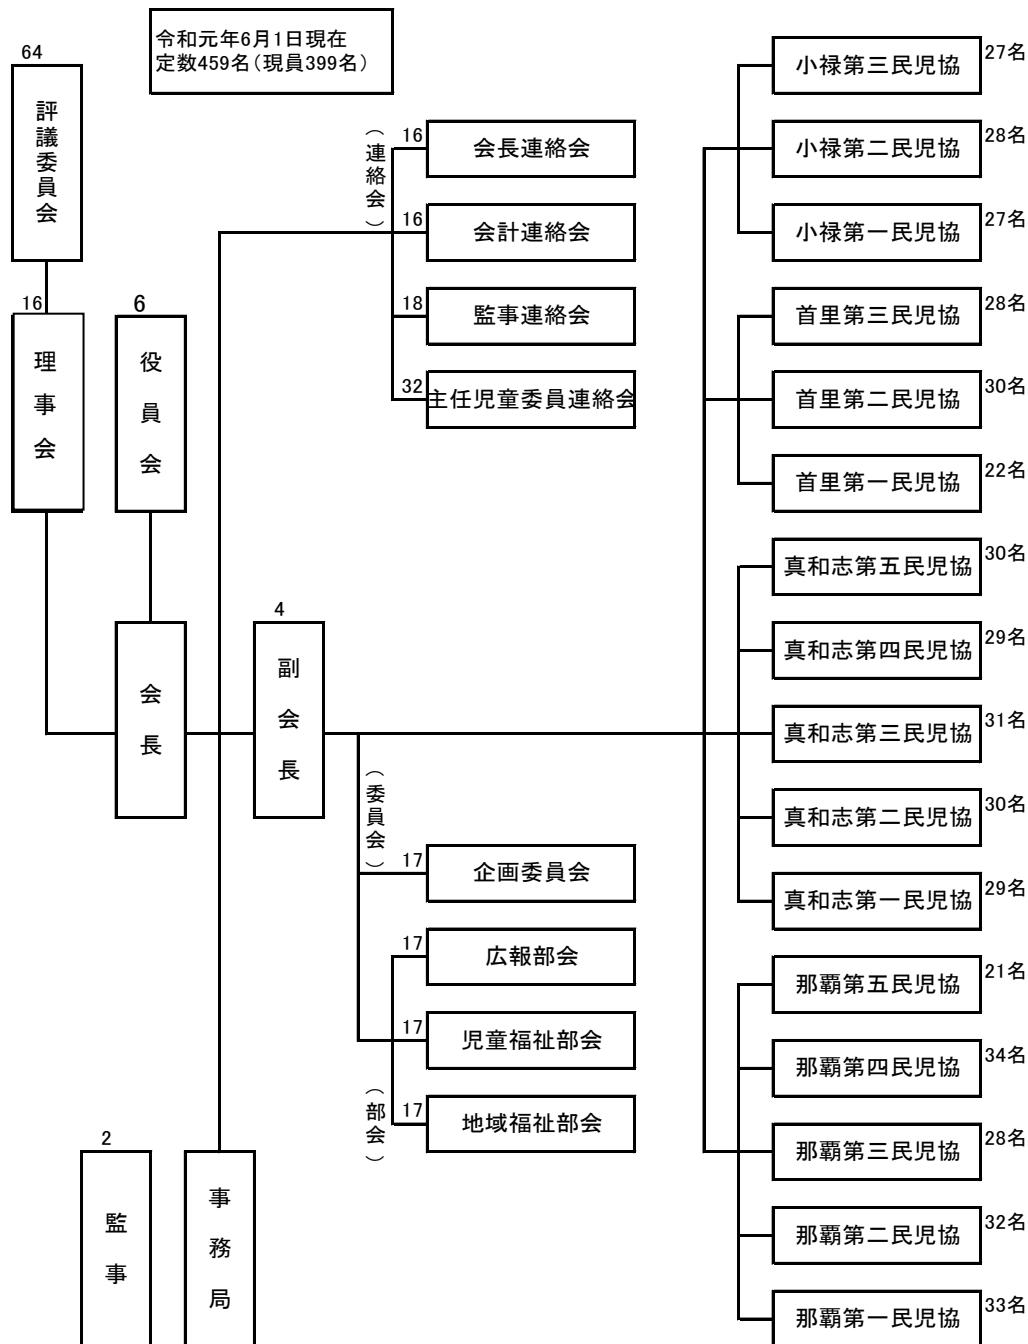 令和元年6月1日現在
定数459名(現員399名)
64
評議委員会
16
理事会
6
役員会
会長
4
副会長
2
監事
事務局
(連絡会)
16
会長連絡会
16
会計連絡会
18
監事連絡会
32
主任児童委員連絡会
(委員会)
17
企画委員会
17
広報部会
17
児童福祉部会
(部会)
17
地域福祉部会
小禄第三民児協
27名
小禄第二民児協
28名
小禄第一民児協
27名
首里第三民児協
28名
首里第二民児協
30名
首里第一民児協
22名
真和志第五民児協
30名
真和志第四民児協
29名
真和志第三民児協
31名
真和志第二民児協
30名
真和志第一民児協
29名
那覇第五民児協
21名
那覇第四民児協
34名
那覇第三民児協
28名
那覇第二民児協
32名
那覇第一民児協
33名